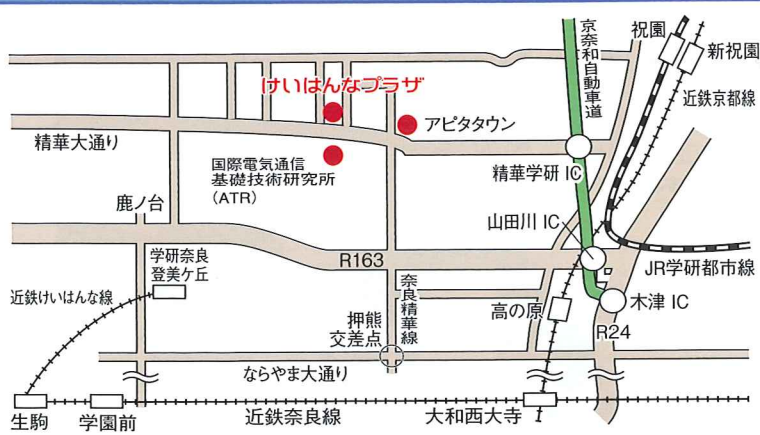 祝園
新祝園
京奈和自動車道
近鉄京都線
けいはんなプラザ
アピタタウン
精華大通り
国際電気通信
基礎技術研究所
(ATR)
精華学研 IC
鹿ノ台
山田川 IC
R163
JR学研都市線
学研奈良
登美ケ丘
近鉄けいはんな線
奈良精華線
高の原
木津 IC
押熊
交差点
R24
ならやま大通り
生駒
学園前
近鉄奈良線
大和西大寺